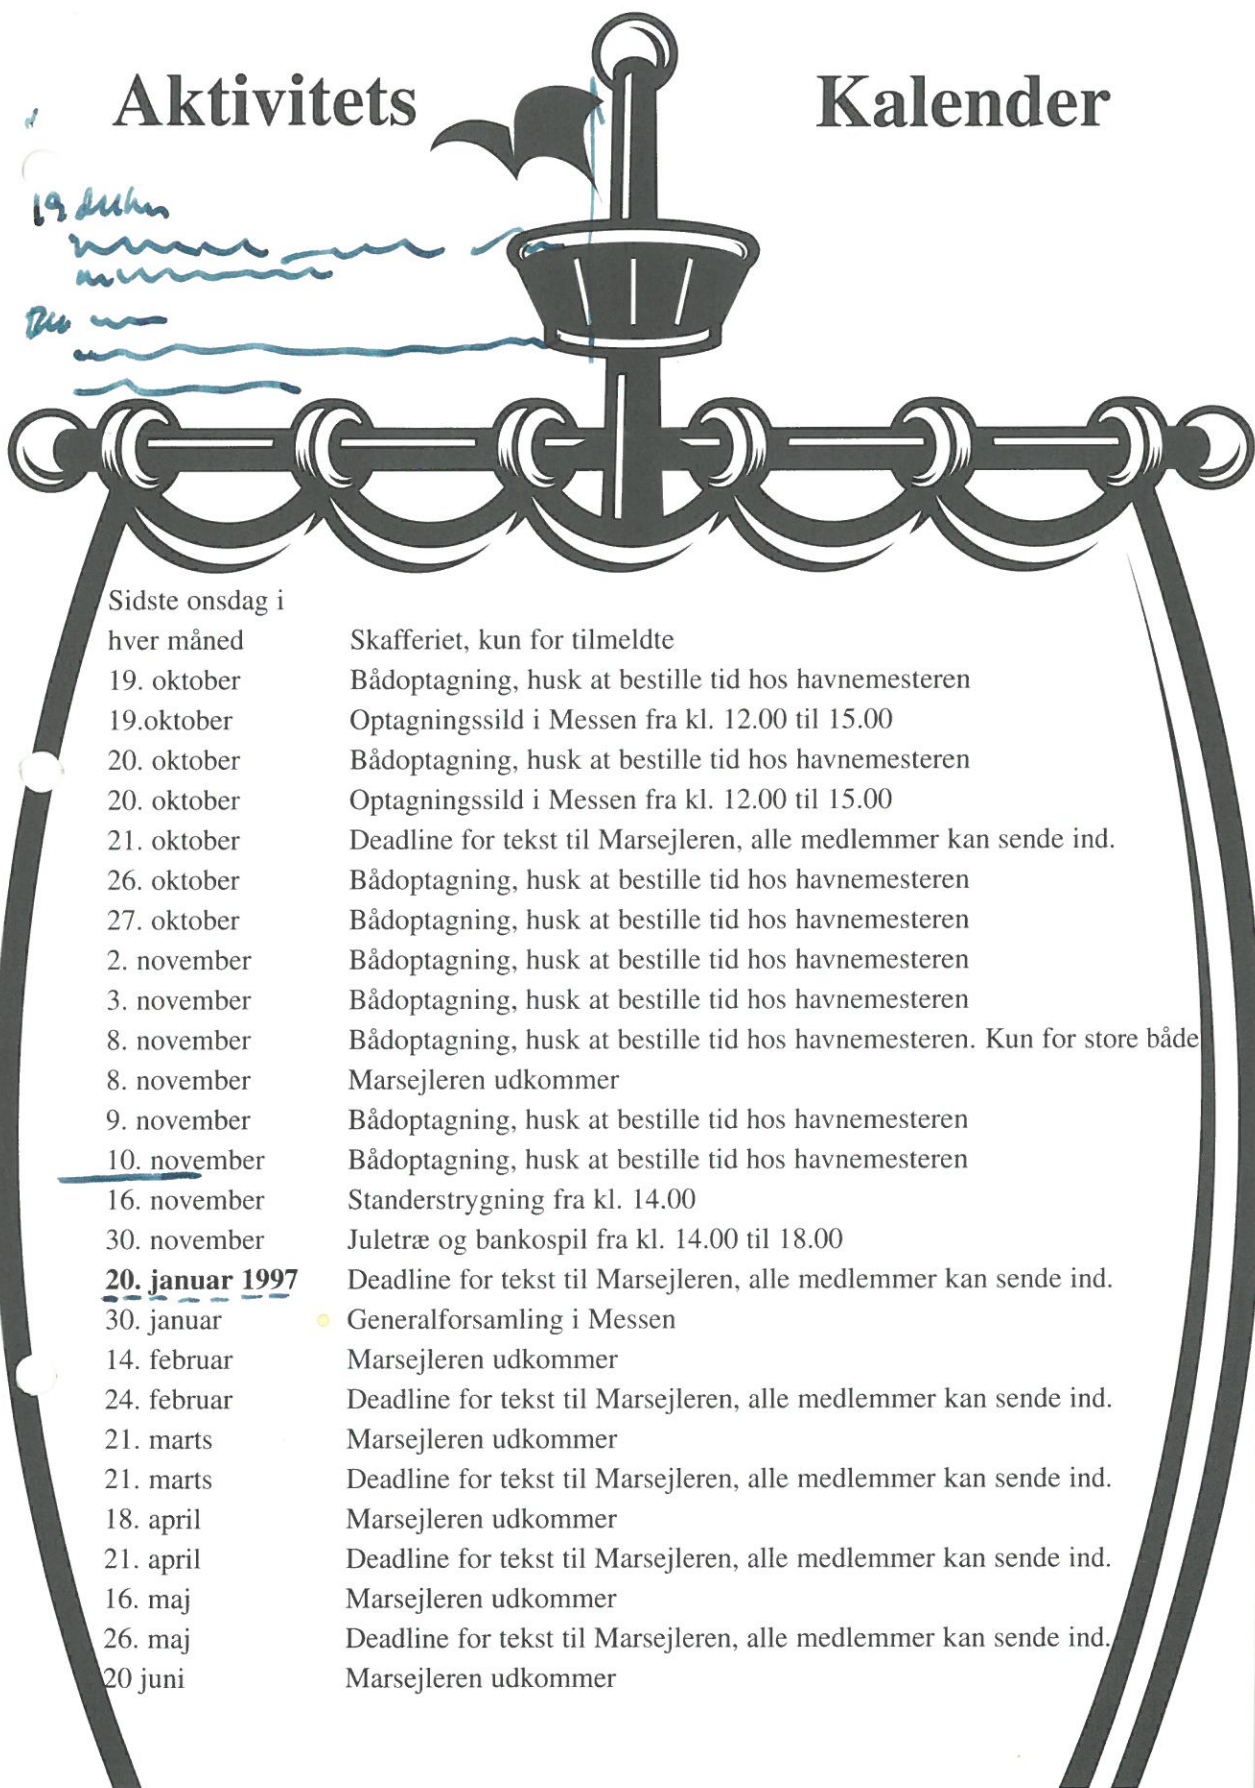 Aktivitets Kalender
19
Sidste onsdag i
hver måned Skafferiet, kun for tilmeldte
19. oktober Bådoptagning, husk at bestille tid hos havnemesteren
19.oktober Optagningssild i Messen fra kl. 12.00 til 15.00
20. oktober Bådoptagning, husk at bestille tid hos havnemesteren
20. oktober Optagningssild i Messen fra kl. 12.00 til 15.00
21. oktober Deadline for tekst til Marsejleren, alle medlemmer kan sende ind.
26. oktober Bådoptagning, husk at bestille tid hos havnemesteren
27. oktober Bådoptagning, husk at bestille tid hos havnemesteren
2. november Bådoptagning, husk at bestille tid hos havnemesteren
3. november Bådoptagning, husk at bestille tid hos havnemesteren
8. november Bådoptagning, husk at bestille tid hos havnemesteren. Kun for store både
8. november Marsejleren udkommer
9. november Bådoptagning, husk at bestille tid hos havnemesteren
10. november Bådoptagning, husk at bestille tid hos havnemesteren
16. november Standerstrygning fra kl. 14.00
30. november Juletræ og bankospil fra kl. 14.00 til 18.00
20. januar 1997 Deadline for tekst til Marsejleren, alle medlemmer kan sende ind.
30. januar Generalforsamling i Messen
14. februar Marsejleren udkommer
24. februar Deadline for tekst til Marsejleren, alle medlemmer kan sende ind.
21. marts Marsejleren udkommer
21. marts Deadline for tekst til Marsejleren, alle medlemmer kan sende ind.
18. april Marsejleren udkommer
21. april Deadline for tekst til Marsejleren, alle medlemmer kan sende ind.
16. maj Marsejleren udkommer
26. maj Deadline for tekst til Marsejleren, alle medlemmer kan sende ind.
20 juni Marsejleren udkommer